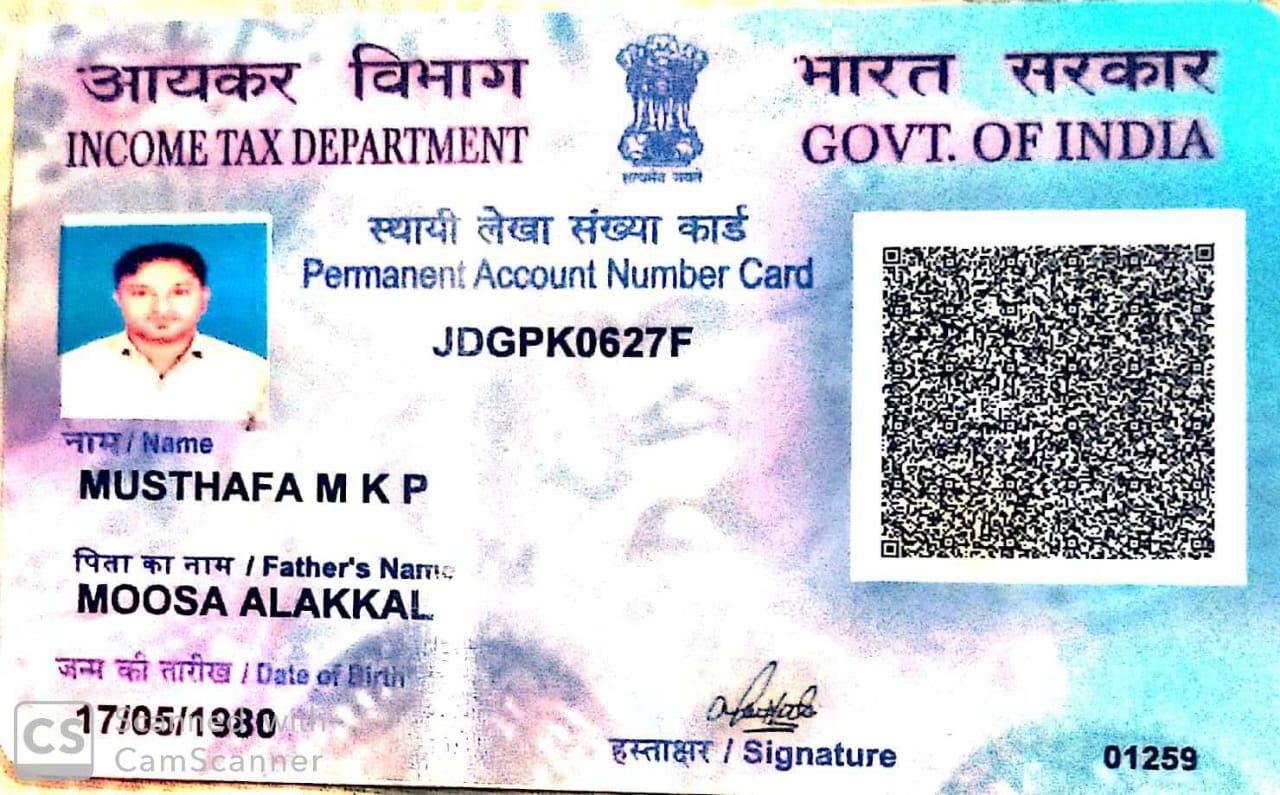 आयकर विभाग
INCOME TAX DEPARTMENT
सत्यमेव जयते
भारत सरकार
GOVT. OF INDIA
स्थायी लेखा संख्या कार्ड
Permanent Account Number Card
JDGPK0627F
नाम / Name
MUSTHAFA M K P
पिता का नाम / Father's Name
MOOSA ALAKKAL
जन्म की तारीख / Date of Birth
17/05/1980
हस्ताक्षर / Signature
01259
CS
Scanned with
CamScanner